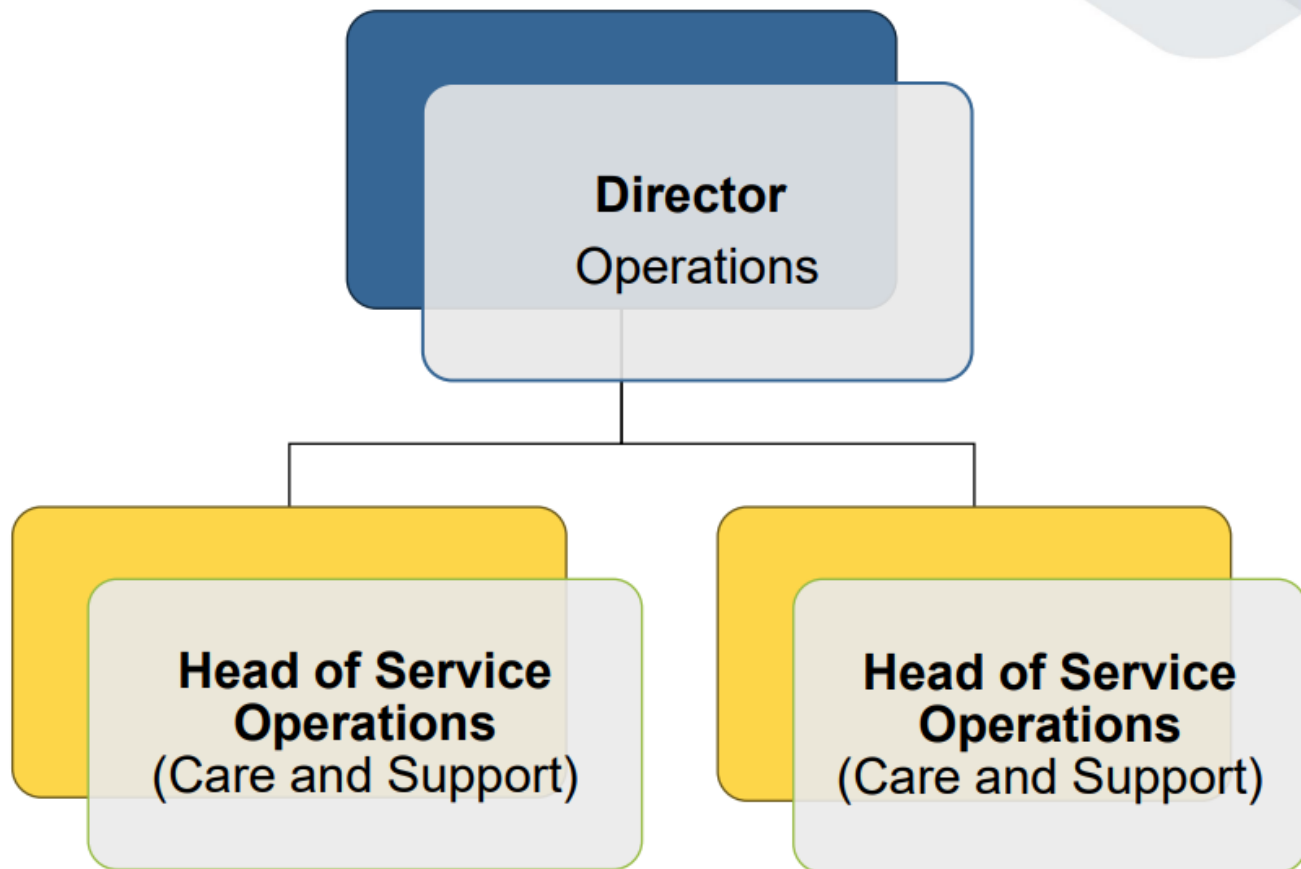 Director
Operations
Head of Service
Operations
(Care and Support)
Head of Service
Operations
(Care and Support)